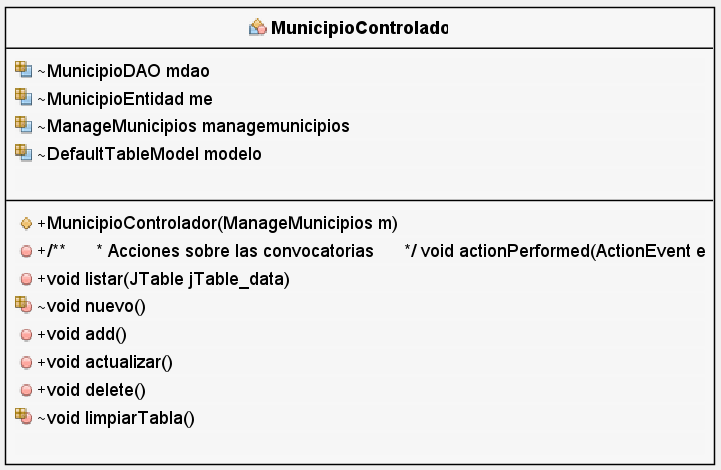 MunicipioControlado
~MunicipioDAO mdao
~MunicipioEntidad me
~ManageMunicipios managemunicipios
~DefaultTableModel modelo
+MunicipioControlador(ManageMunicipios m)
+/** * Acciones sobre las convocatorias */ void actionPerformed(ActionEvent e
+void listar(JTable jTable_data)
~void nuevo()
+void add()
+void actualizar()
+void delete()
~void limpiarTabla()